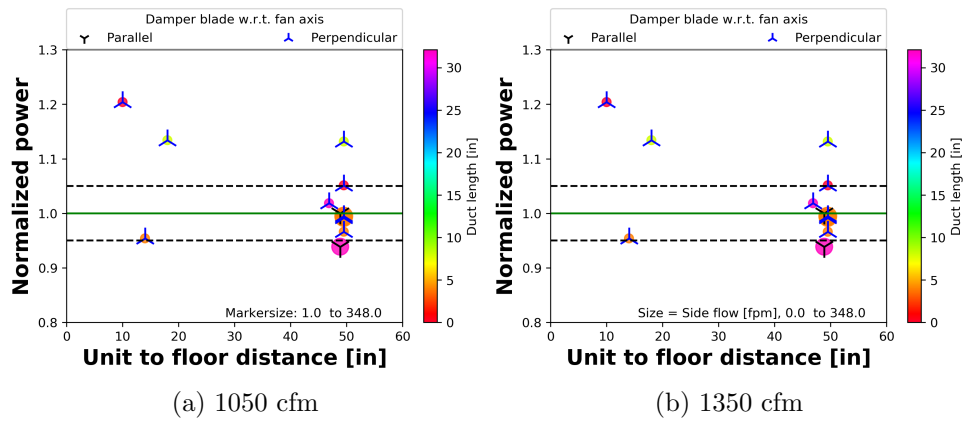 Damper blade w.r.t. fan axis
Parallel Perpendicular
1.3
1.2
1.1
1.0
0.9
0.8
Normalized power
0 10 20 30 40 50 60
Unit to floor distance [in]
Markersize: 1.0 to 348.0
30
25
20
15
10
5
0
Duct length [in]
(a) 1050 cfm
Damper blade w.r.t. fan axis
Parallel Perpendicular
1.3
1.2
1.1
1.0
0.9
0.8
Normalized power
0 10 20 30 40 50 60
Unit to floor distance [in]
Size = Side flow [fpm], 0.0 to 348.0
30
25
20
15
10
5
0
Duct length [in]
(b) 1350 cfm